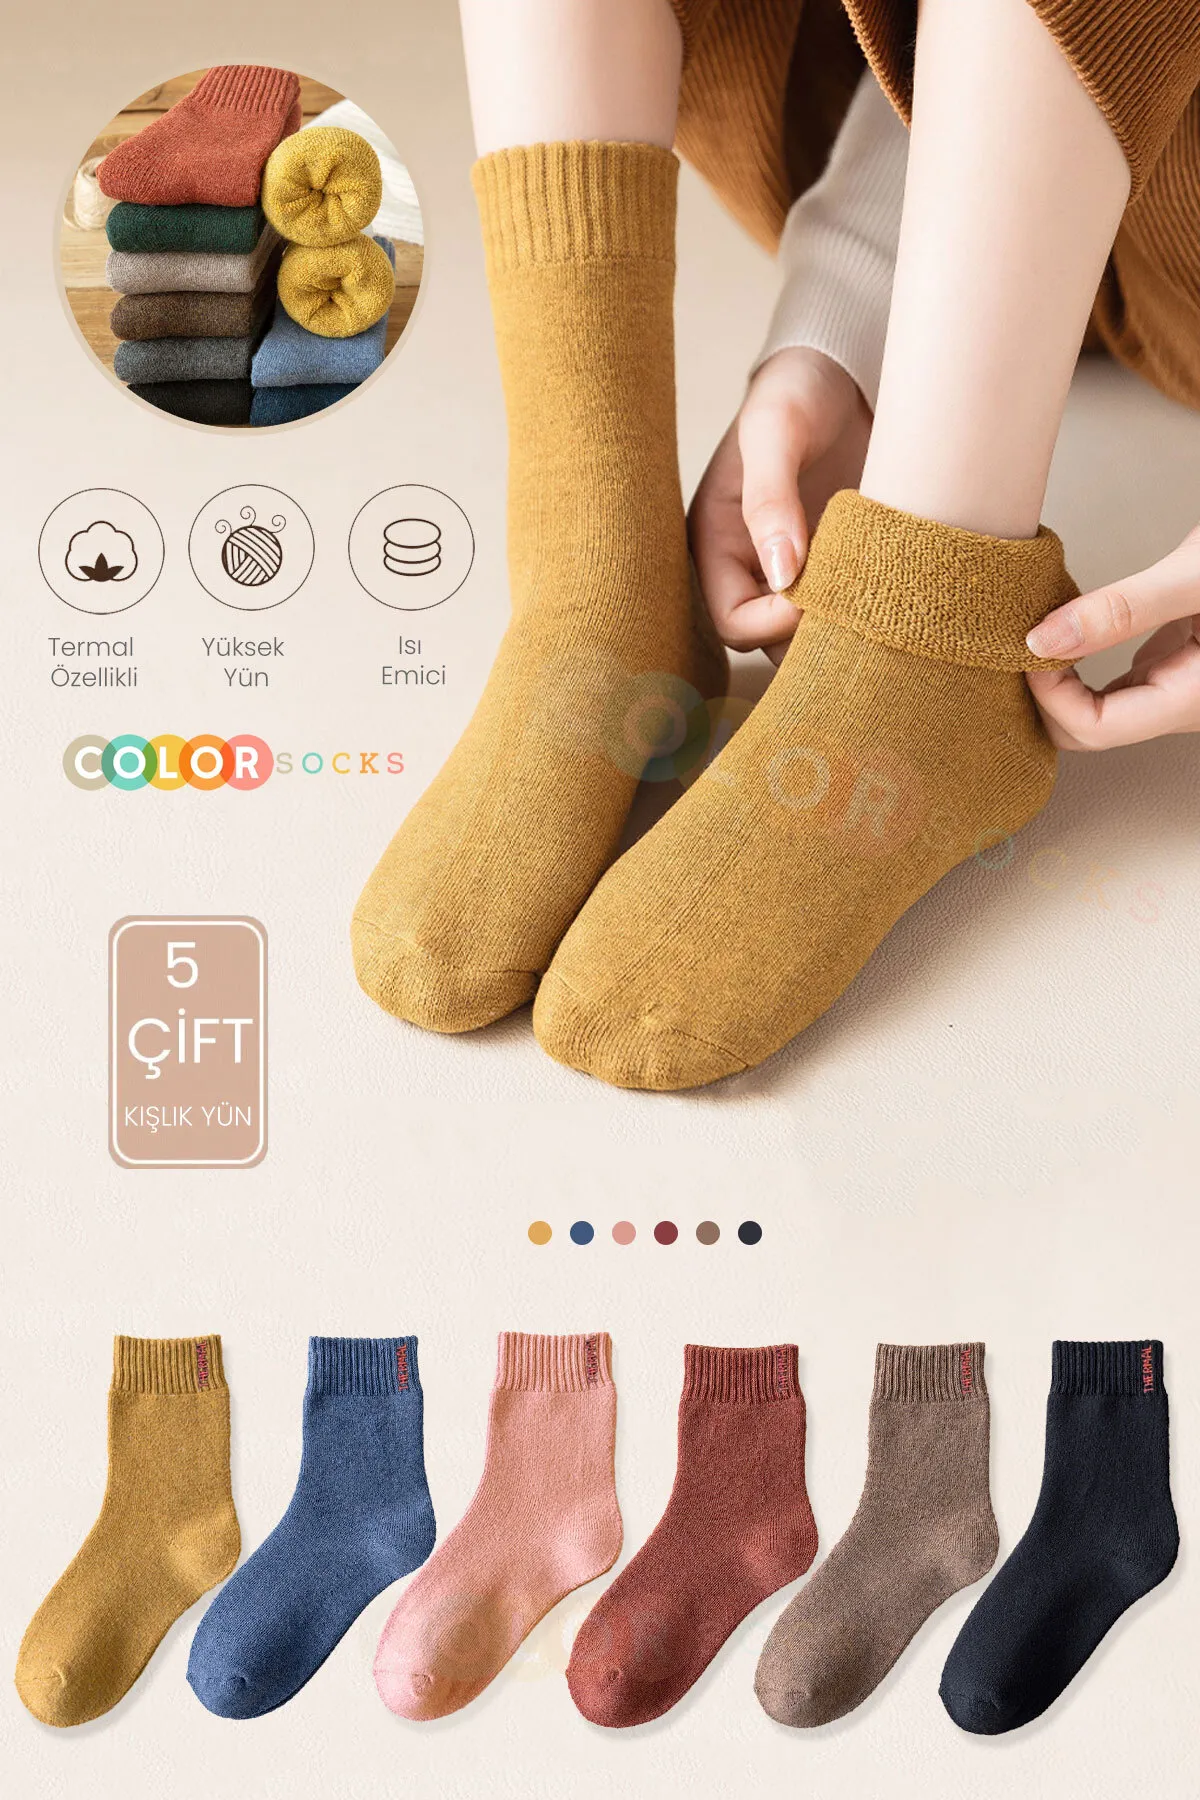 Termal
Özellikli
Yüksek
Yün
Isı
Emici
COLOR SOCKS
COLOR SOCKS
5
ÇİFT
KIŞLIK YÜN
THERMAL
THERMAL
THERMAL
THERMAL
THERMAL
THERMAL